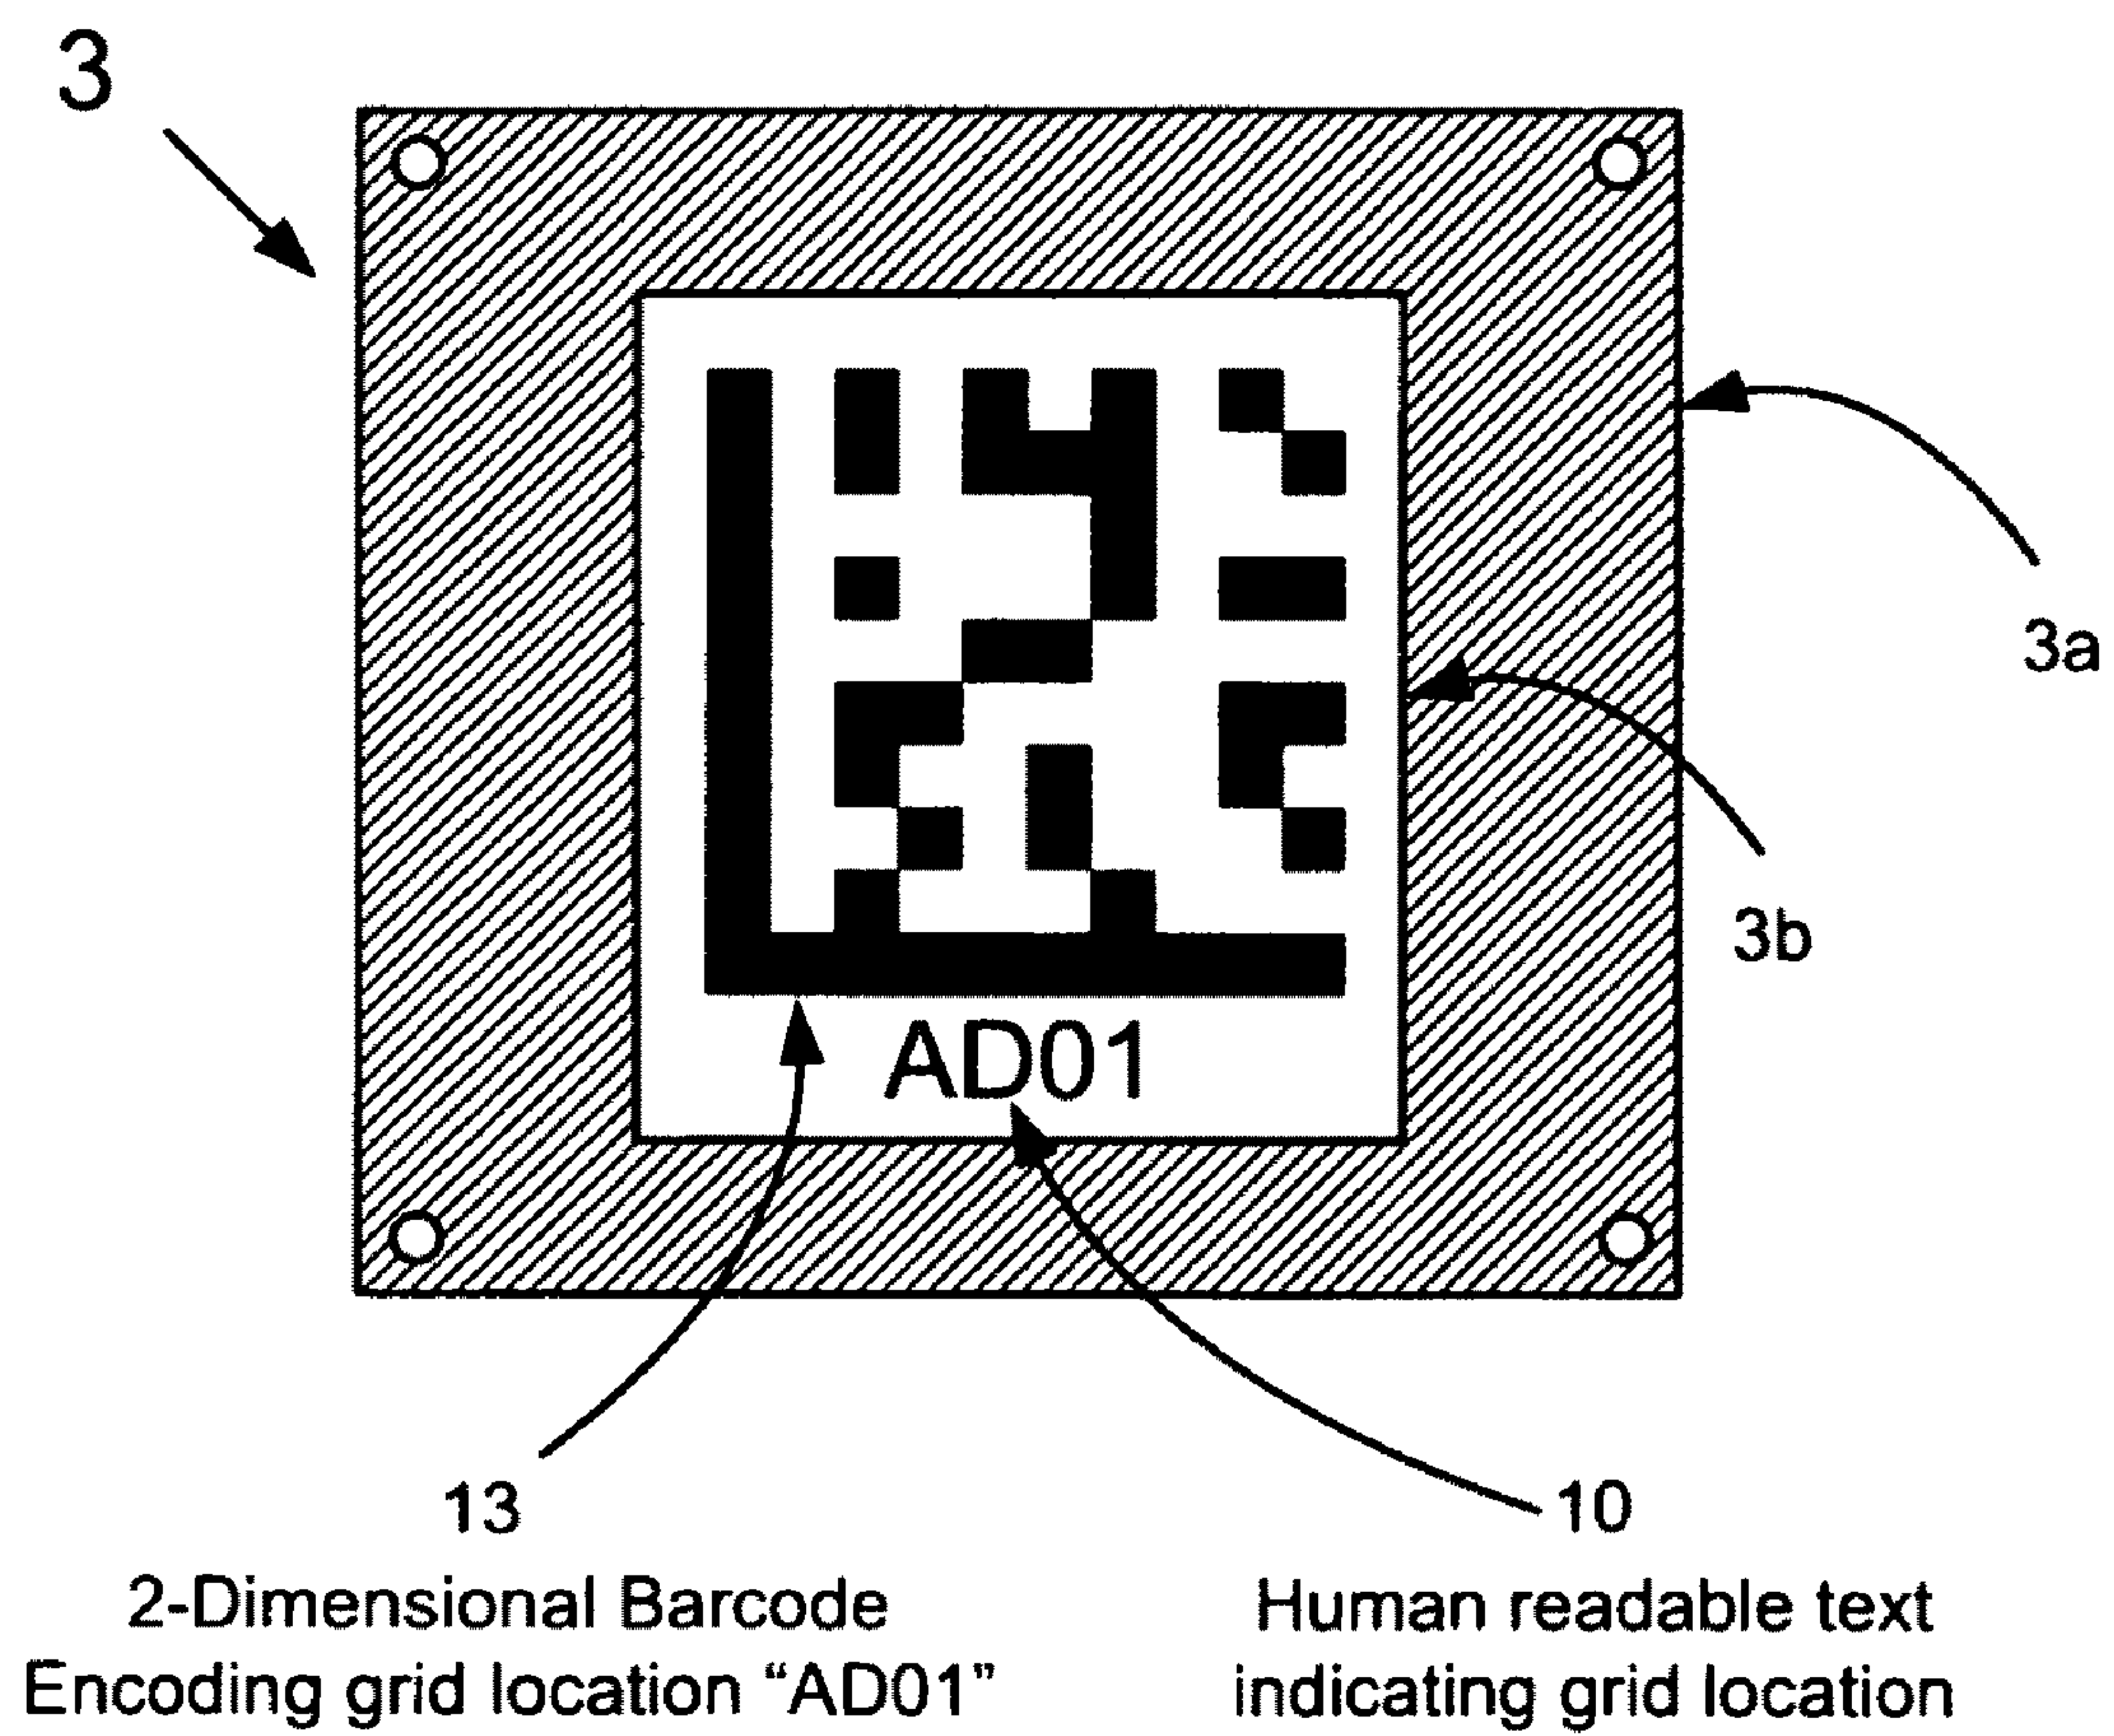 3
3a
3b
AD01
13
2-Dimensional Barcode
Encoding grid location “AD01”
10
Human readable text
indicating grid location